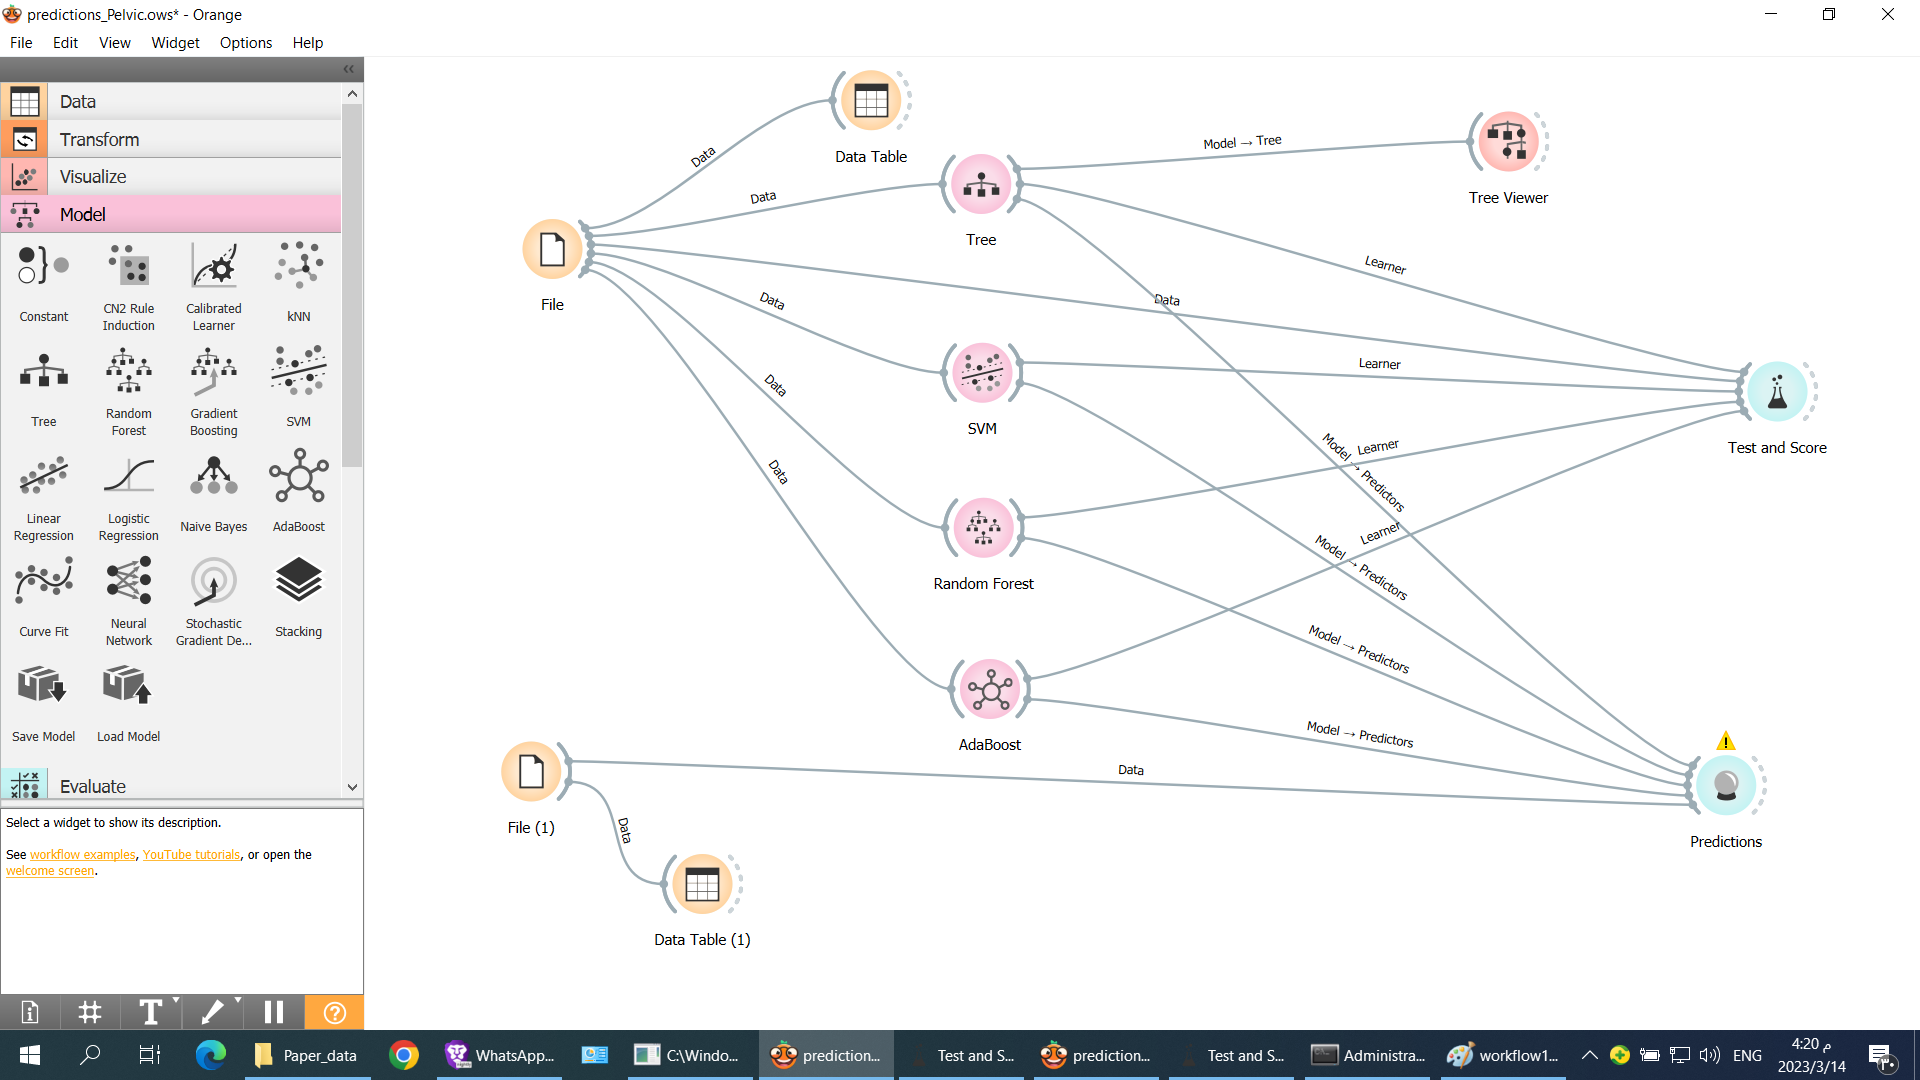 predictions_Pelvic.ows* - Orange
File Edit View Widget Options Help
Data
Transform
Visualize
Model
Constant
CN2 Rule
Induction
Calibrated
Learner
kNN
Tree
Random
Forest
Gradient
Boosting
SVM
Linear
Regression
Logistic
Regression
Naive Bayes
AdaBoost
Curve Fit
Neural
Network
Stochastic
Gradient De...
Stacking
Save Model
Load Model
Evaluate
Select a widget to show its description.
See workflow examples, YouTube tutorials, or open the
welcome screen.
Data Table
Tree
Tree Viewer
File
SVM
Test and Score
Random Forest
AdaBoost
File (1)
Predictions
Data Table (1)
Data
Data
Data
Data
Data
Data
Model → Tree
Learner
Learner
Learner
Learner
Model → Predictors
Model → Predictors
Model → Predictors
Model → Predictors
Data
Data
Paper_data
WhatsApp...
C:\Windo...
prediction...
Test and S...
prediction...
Test and S...
Administra...
workflow1...
ENG
4:20 م
2023/3/14
٣